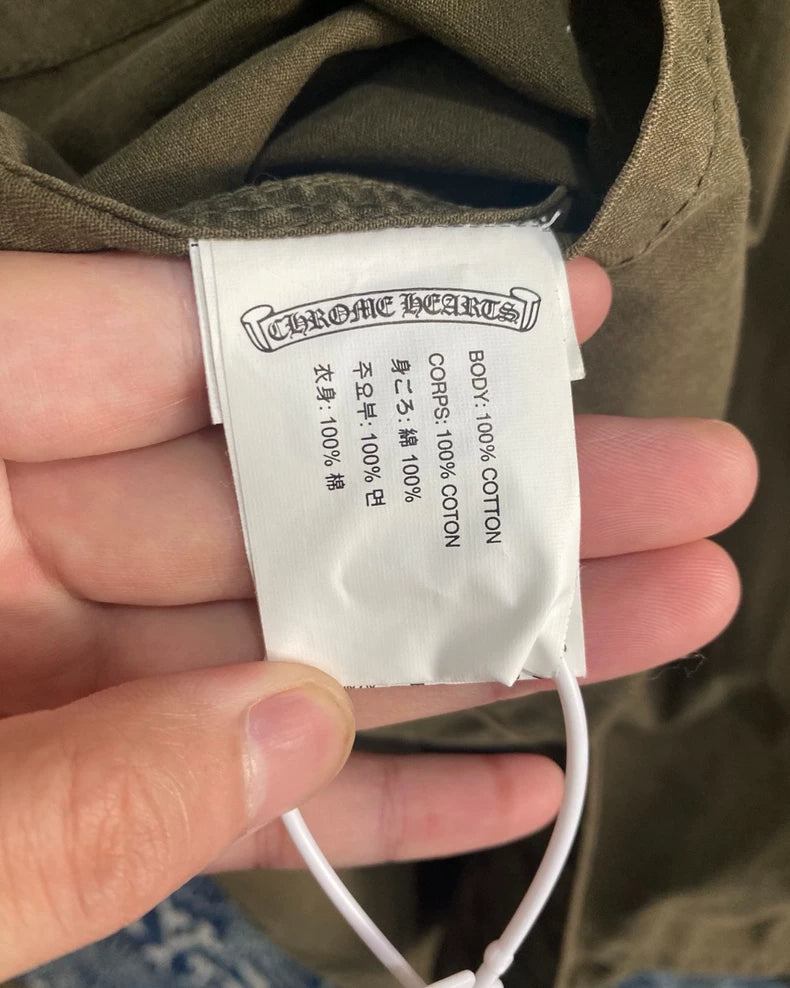 CHROME HEARTS
BODY: 100% COTTON
CORPS: 100% COTON
身ごろ: 綿 100%
주요부: 100% 면
衣身: 100% 棉